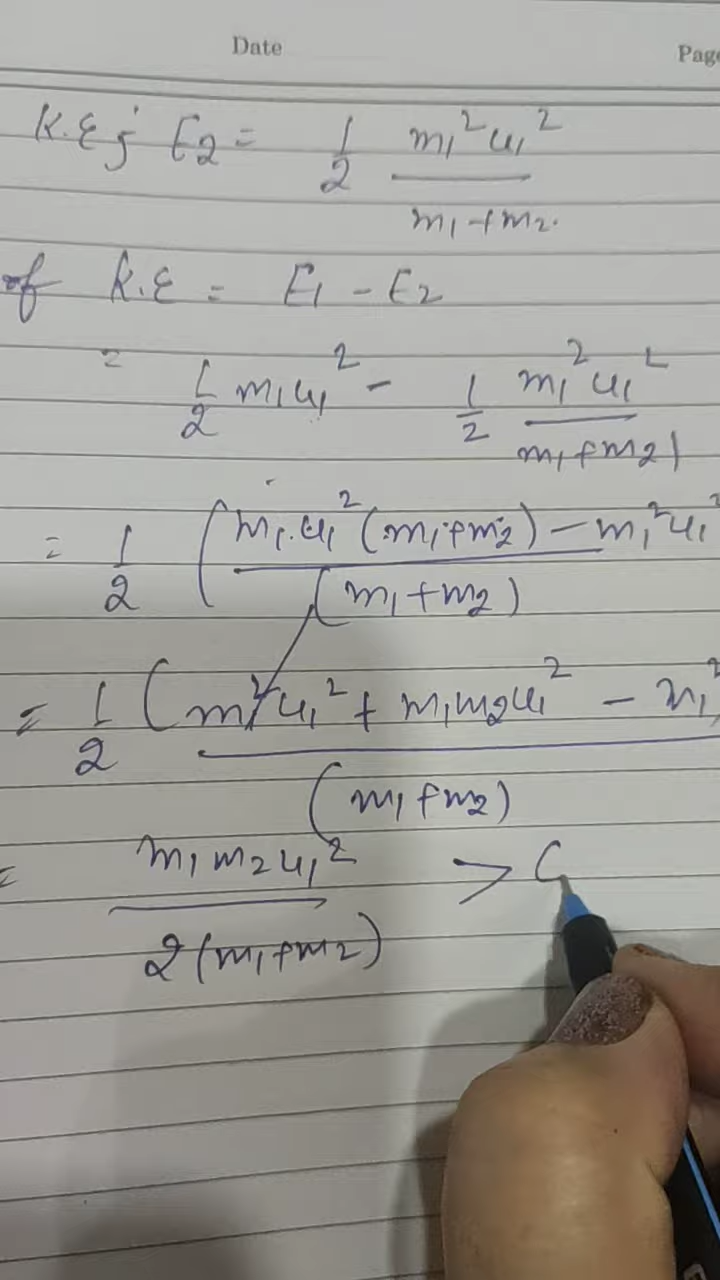 Date Page
K.E; E2 = 1/2 m1²u1²/m1+m2.
of K.E = E1 - E2
= 1/2 m1u1² - 1/2 m1²u1²/m1+m2)
= 1/2 (m1.u1²(m1+m2) - m1²u1²/(m1+m2)
= 1/2 (m1²u1² + m1m2u1² - m1²/(m1+m2)
= m1m2u1²/2(m1+m2) >